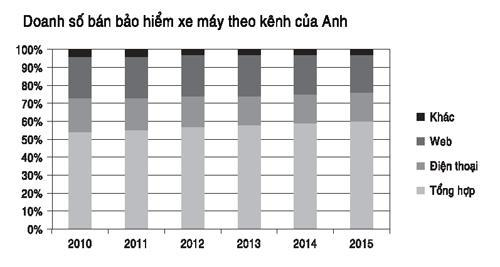 Doanh số bán bảo hiểm xe máy theo kênh của Anh
100%
90%
80%
70%
60%
50%
40%
30%
20%
10%
0%
2010 2011 2012 2013 2014 2015
Khác
Web
Điện thoại
Tổng hợp